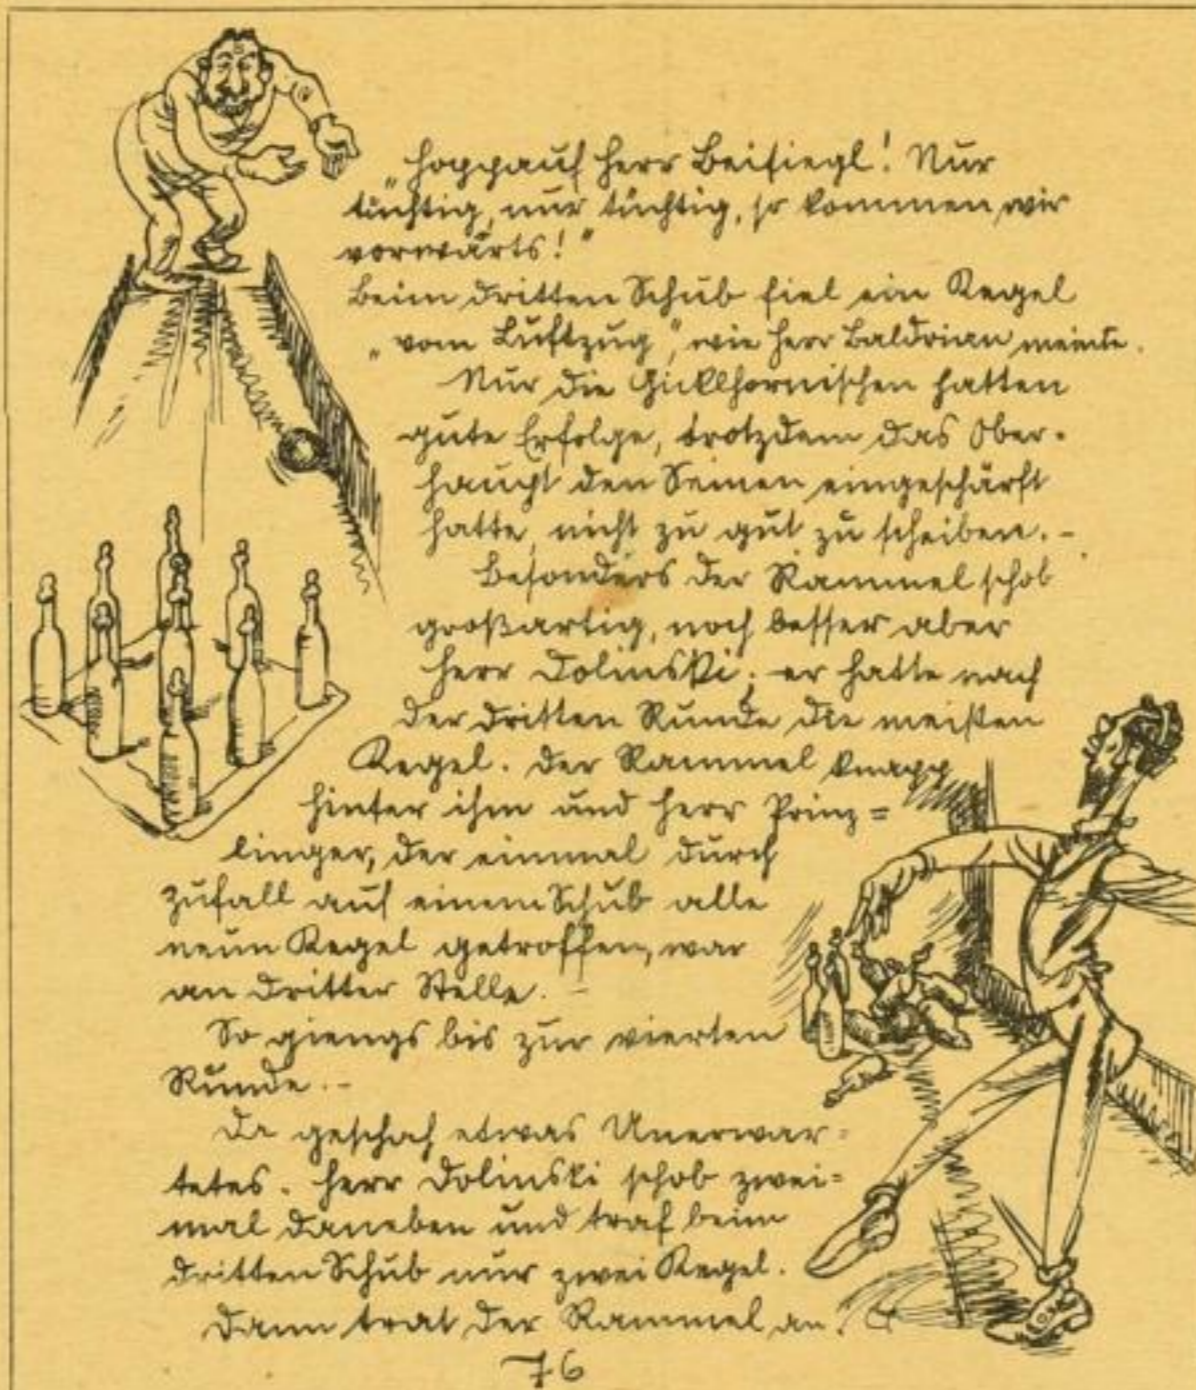 „Hoppauf Herr Beisiegl! Nur
tüchtig, nur tüchtig, so kommen wir
vorwärts!"
Beim dritten Schub fiel ein Kegel
„vom Luftzug", wie Herr Baldrian meinte.
Nur die Gicklhornischen hatten
gute Erfolge, trotzdem das Ober-
haupt den Seinen eingeschärft
hatte, nicht zu gut zu scheiben.-
Besonders der Rammel schob
großartig, noch besser aber
Herr Dolinski; er hatte nach
der dritten Runde die meisten
Kegel. Der Rammel knapp
hinter ihm und Herr Prinz=
linger, der einmal durch
Zufall auf einem Schub alle
neun Kegel getroffen, war
an dritter Stelle.-
So giengs bis zur vierten
Runde.-
Da geschah etwas Unerwar=
tetes. Herr Dolinski schob zwei=
mal daneben und traf beim
dritten Schub nur zwei Kegel.
Dann trat der Rammel an.
76